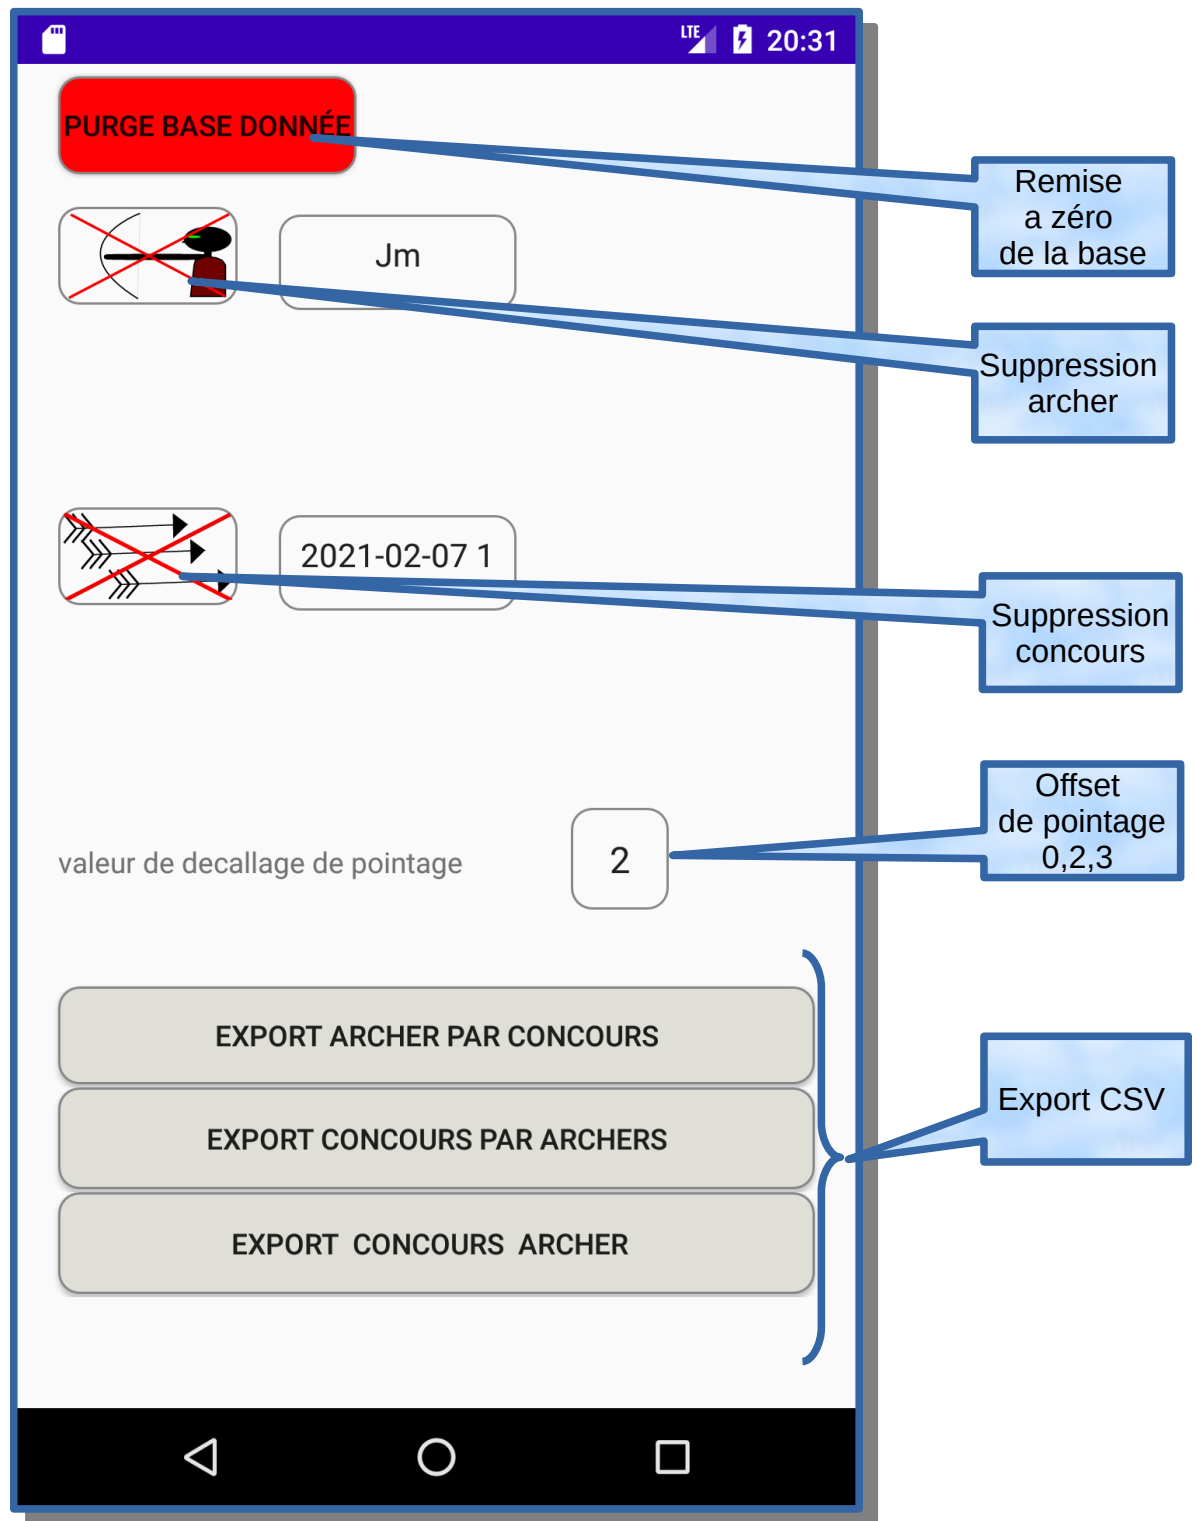 LTE 20:31
PURGE BASE DONNÉE
Remise
a zéro
de la base
Jm
Suppression
archer
2021-02-07 1
Suppression
concours
Offset
de pointage
0,2,3
valeur de decallage de pointage
2
EXPORT ARCHER PAR CONCOURS
EXPORT CONCOURS PAR ARCHERS
EXPORT CONCOURS ARCHER
Export CSV